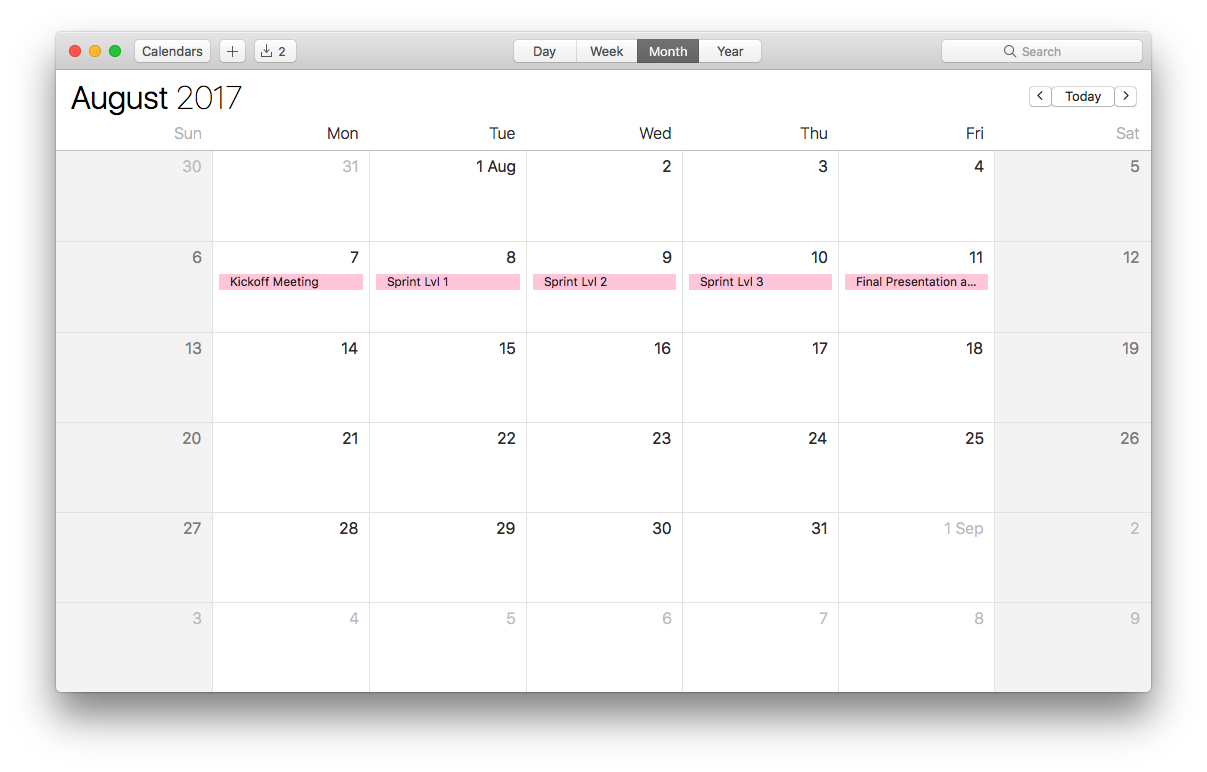 Calendars + 2 Day Week Month Year Search
August 2017 < Today >
Sun Mon Tue Wed Thu Fri Sat
30 31 1 Aug 2 3 4 5
6 7 8 9 10 11 12
Kickoff Meeting Sprint Lvl 1 Sprint Lvl 2 Sprint Lvl 3 Final Presentation a...
13 14 15 16 17 18 19
20 21 22 23 24 25 26
27 28 29 30 31 1 Sep 2
3 4 5 6 7 8 9